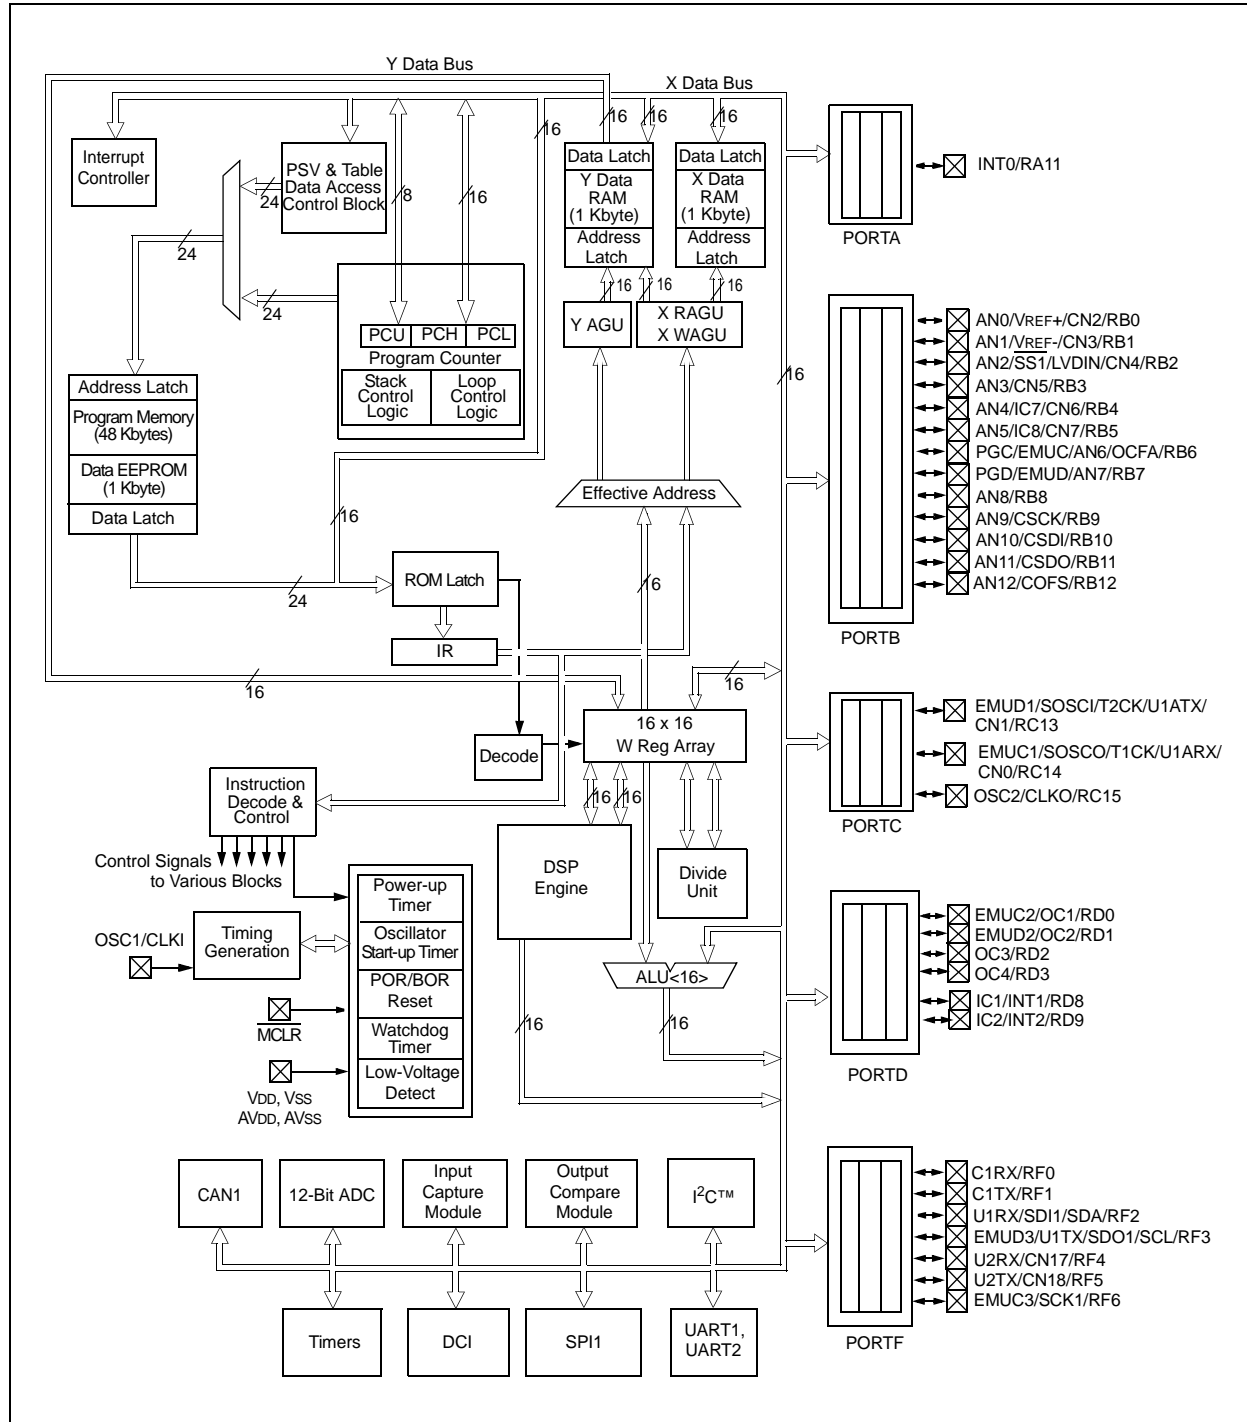 Y Data Bus
X Data Bus
16
16
16
16
Interrupt
Controller
PSV & Table
Data Access
Control Block
24
8
16
Data Latch
Y Data
RAM
(1 Kbyte)
Address
Latch
Data Latch
X Data
RAM
(1 Kbyte)
Address
Latch
INT0/RA11
PORTA
24
24
16
16
16
PCU
PCH
PCL
Program Counter
Stack
Control
Logic
Loop
Control
Logic
Y AGU
X RAGU
X WAGU
16
Address Latch
Program Memory
(48 Kbytes)
Data EEPROM
(1 Kbyte)
Data Latch
Effective Address
16
AN0/VREF+/CN2/RB0
AN1/VREF-/CN3/RB1
AN2/SS1/LVDIN/CN4/RB2
AN3/CN5/RB3
AN4/IC7/CN6/RB4
AN5/IC8/CN7/RB5
PGC/EMUC/AN6/OCFA/RB6
PGD/EMUD/AN7/RB7
AN8/RB8
AN9/CSCK/RB9
AN10/CSDI/RB10
AN11/CSDO/RB11
AN12/COFS/RB12
PORTB
24
ROM Latch
16
IR
16
16
16 x 16
W Reg Array
Decode
EMUD1/SOSCI/T2CK/U1ATX/
CN1/RC13
EMUC1/SOSCO/T1CK/U1ARX/
CN0/RC14
OSC2/CLKO/RC15
PORTC
Instruction
Decode &
Control
16
16
Control Signals
to Various Blocks
DSP
Engine
Divide
Unit
Power-up
Timer
Oscillator
Start-up Timer
POR/BOR
Reset
Watchdog
Timer
Low-Voltage
Detect
OSC1/CLKI
Timing
Generation
MCLR
VDD, VSS
AVDD, AVSS
ALU<16>
16
16
EMUC2/OC1/RD0
EMUD2/OC2/RD1
OC3/RD2
OC4/RD3
IC1/INT1/RD8
IC2/INT2/RD9
PORTD
CAN1
12-Bit ADC
Input
Capture
Module
Output
Compare
Module
I²C™
Timers
DCI
SPI1
UART1,
UART2
C1RX/RF0
C1TX/RF1
U1RX/SDI1/SDA/RF2
EMUD3/U1TX/SDO1/SCL/RF3
U2RX/CN17/RF4
U2TX/CN18/RF5
EMUC3/SCK1/RF6
PORTF